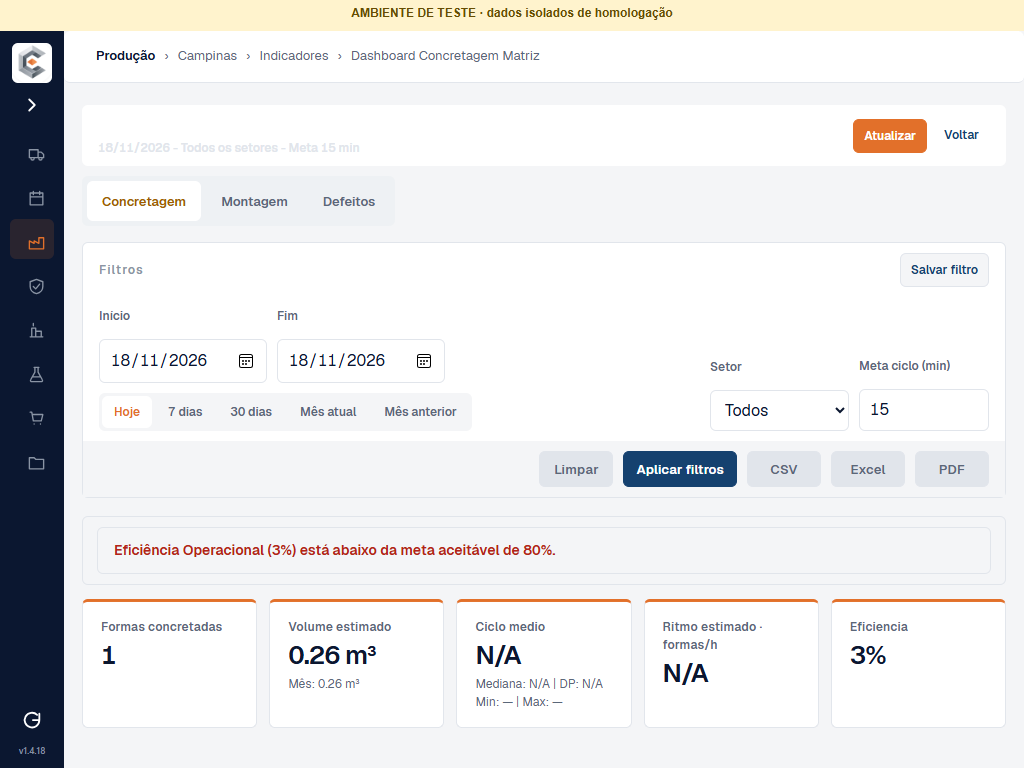 AMBIENTE DE TESTE · dados isolados de homologação
Produção › Campinas › Indicadores › Dashboard Concretagem Matriz
18/11/2026 - Todos os setores - Meta 15 min
Atualizar
Voltar
Concretagem
Montagem
Defeitos
Filtros
Salvar filtro
Início
Fim
18/11/2026
18/11/2026
Setor
Meta ciclo (min)
Todos
15
Hoje
7 dias
30 dias
Mês atual
Mês anterior
Limpar
Aplicar filtros
CSV
Excel
PDF
Eficiência Operacional (3%) está abaixo da meta aceitável de 80%.
Formas concretadas
1
Volume estimado
0.26 m³
Mês: 0.26 m³
Ciclo medio
N/A
Mediana: N/A | DP: N/A
Min: — | Max: —
Ritmo estimado ·
formas/h
N/A
Eficiencia
3%
v1.4.18